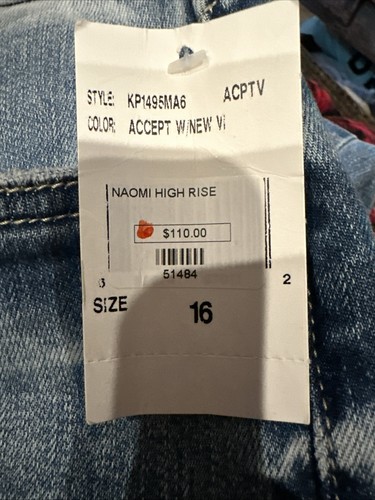 STYLE: KP1495MA6 ACPTV
COLOR: ACCEPT W/NEW VI
NAOMI HIGH RISE
$110.00
51484
3 2
SIZE 16